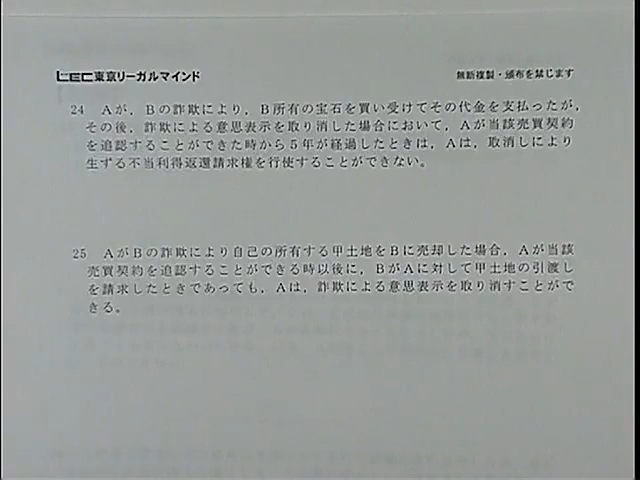 LEC東京リーガルマインド
無断複製・頒布を禁じます
24 Aが，Bの詐欺により，B所有の宝石を買い受けてその代金を支払ったが，
その後，詐欺による意思表示を取り消した場合において，Aが当該売買契約
を追認することができた時から5年が経過したときは，Aは，取消しにより
生ずる不当利得返還請求権を行使することができない。
25 AがBの詐欺により自己の所有する甲土地をBに売却した場合，Aが当該
売買契約を追認することができる時以後に，BがAに対して甲土地の引渡し
を請求したときであっても，Aは，詐欺による意思表示を取り消すことがで
きる。